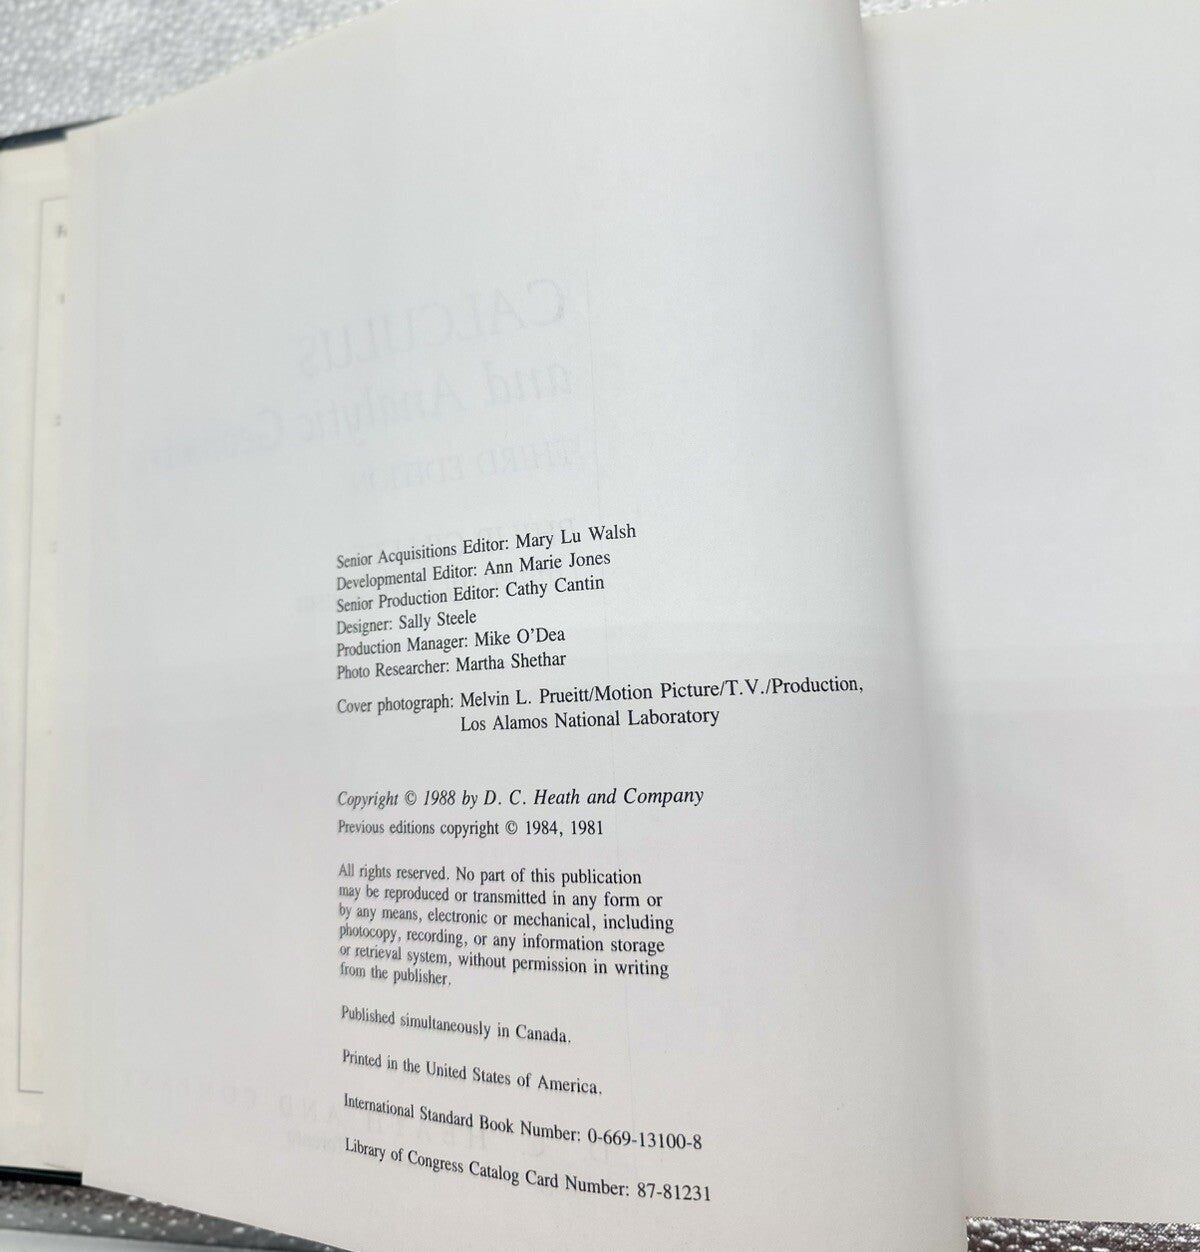 CALCULUS
and Analytic Geometry
THIRD EDITION
Senior Acquisitions Editor: Mary Lu Walsh
Developmental Editor: Ann Marie Jones
Senior Production Editor: Cathy Cantin
Designer: Sally Steele
Production Manager: Mike O'Dea
Photo Researcher: Martha Shethar
Cover photograph: Melvin L. Prueitt/Motion Picture/T.V./Production,
Los Alamos National Laboratory
Copyright © 1988 by D. C. Heath and Company
Previous editions copyright © 1984, 1981
All rights reserved. No part of this publication
may be reproduced or transmitted in any form or
by any means, electronic or mechanical, including
photocopy, recording, or any information storage
or retrieval system, without permission in writing
from the publisher.
Published simultaneously in Canada.
Printed in the United States of America.
International Standard Book Number: 0-669-13100-8
Library of Congress Catalog Card Number: 87-81231